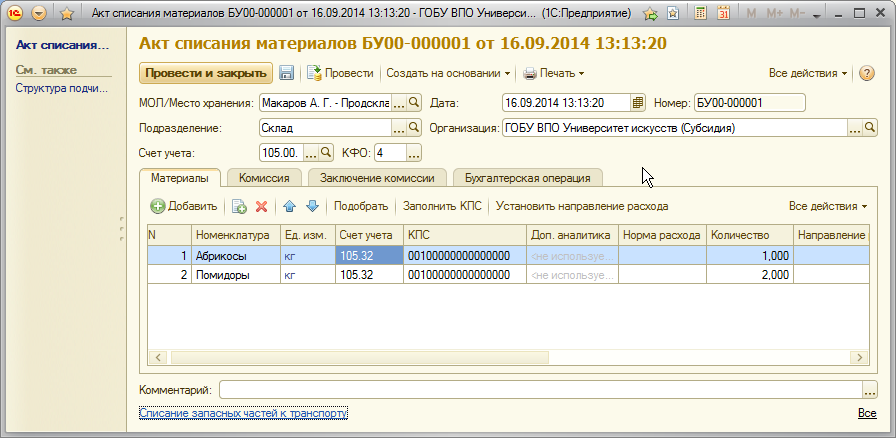 Акт списания материалов БУ00-000001 от 16.09.2014 13:13:20 - ГОБУ ВПО Универси... (1С:Предприятие)
M M+ M-
Акт списания...
См. также
Структура подчи...
Акт списания материалов БУ00-000001 от 16.09.2014 13:13:20
Провести и закрыть Провести Создать на основании Печать Все действия
МОЛ/Место хранения: Макаров А. Г. - Продскла Дата: 16.09.2014 13:13:20 Номер: БУ00-000001
Подразделение: Склад Организация: ГОБУ ВПО Университет искусств (Субсидия)
Счет учета: 105.00. КФО: 4
Материалы Комиссия Заключение комиссии Бухгалтерская операция
Добавить Подобрать Заполнить КПС Установить направление расхода Все действия
N Номенклатура Ед. изм. Счет учета КПС Доп. аналитика Норма расхода Количество Направление
1 Абрикосы кг 105.32 00100000000000000 <не используе... 1,000
2 Помидоры кг 105.32 00100000000000000 <не используе... 2,000
Комментарий:
Списание запасных частей к транспорту Все